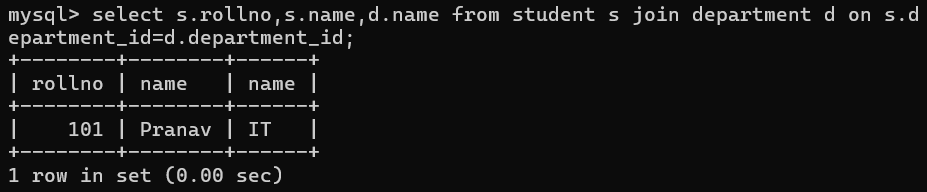 mysql> select s.rollno,s.name,d.name from student s join department d on s.d
epartment_id=d.department_id;
+--------+--------+------+
| rollno | name   | name |
+--------+--------+------+
|    101 | Pranav | IT   |
+--------+--------+------+
1 row in set (0.00 sec)